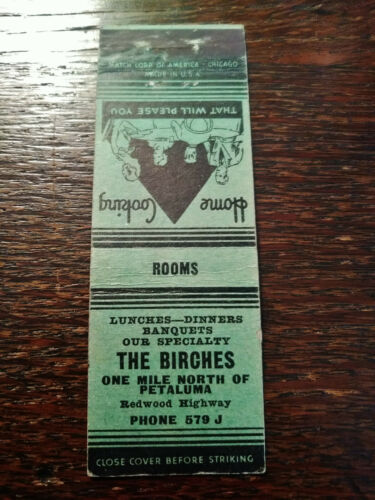 MATCH CORP. OF AMERICA - CHICAGO
MADE IN U.S.A.
THAT WILL PLEASE YOU
Home Cooking
ROOMS
LUNCHES—DINNERS
BANQUETS
OUR SPECIALTY
THE BIRCHES
ONE MILE NORTH OF
PETALUMA
Redwood Highway
PHONE 579 J
CLOSE COVER BEFORE STRIKING